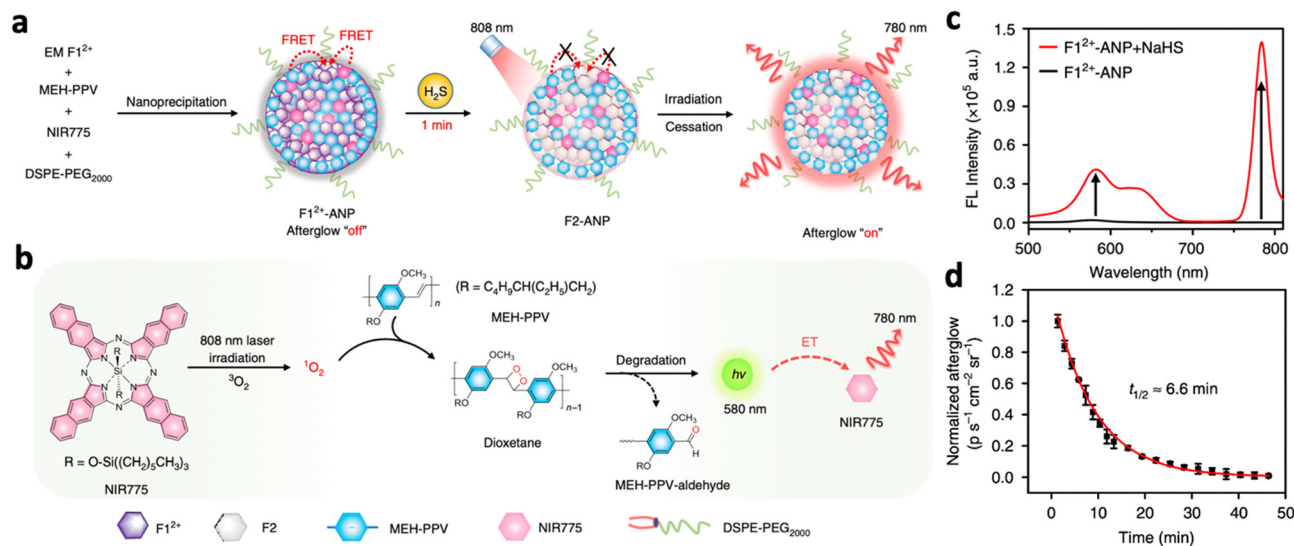 a
EM F1²⁺
+
MEH-PPV
+
NIR775
+
DSPE-PEG₂₀₀₀
Nanoprecipitation
FRET FRET
F1²⁺-ANP
Afterglow "off"
H₂S
1 min
808 nm
X X
F2-ANP
Irradiation
Cessation
780 nm
Afterglow "on"
b
R
Si
R
N N N N N N N N
R = O-Si((CH₂)₅CH₃)₃
NIR775
808 nm laser
irradiation
³O₂
¹O₂
OCH₃
RO
n
(R = C₄H₉CH(C₂H₅)CH₂)
MEH-PPV
OCH₃ O O OCH₃
RO RO
n−1
Dioxetane
Degradation
OCH₃
O
H
RO
MEH-PPV-aldehyde
hv
580 nm
ET
780 nm
NIR775
F1²⁺
F2
MEH-PPV
NIR775
DSPE-PEG₂₀₀₀
c
FL Intensity (×10⁵ a.u.)
1.5
1.2
0.9
0.6
0.3
0.0
F1²⁺-ANP+NaHS
F1²⁺-ANP
500 600 700 800
Wavelength (nm)
d
Normalized afterglow
(p s⁻¹ cm⁻² sr⁻¹)
1.0
0.8
0.6
0.4
0.2
0.0
t₁/₂ ≈ 6.6 min
0 10 20 30 40 50
Time (min)